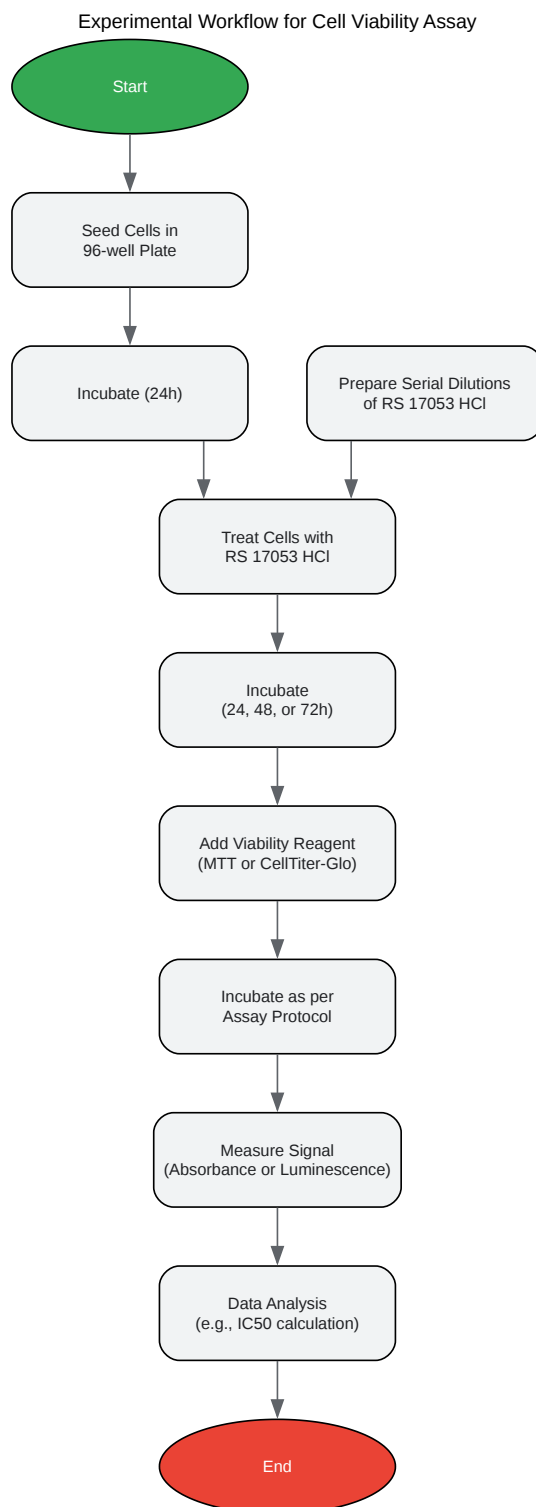 Experimental Workflow for Cell Viability Assay
Start
Seed Cells in
96-well Plate
Incubate (24h)
Prepare Serial Dilutions
of RS 17053 HCl
Treat Cells with
RS 17053 HCl
Incubate
(24, 48, or 72h)
Add Viability Reagent
(MTT or CellTiter-Glo)
Incubate as per
Assay Protocol
Measure Signal
(Absorbance or Luminescence)
Data Analysis
(e.g., IC50 calculation)
End